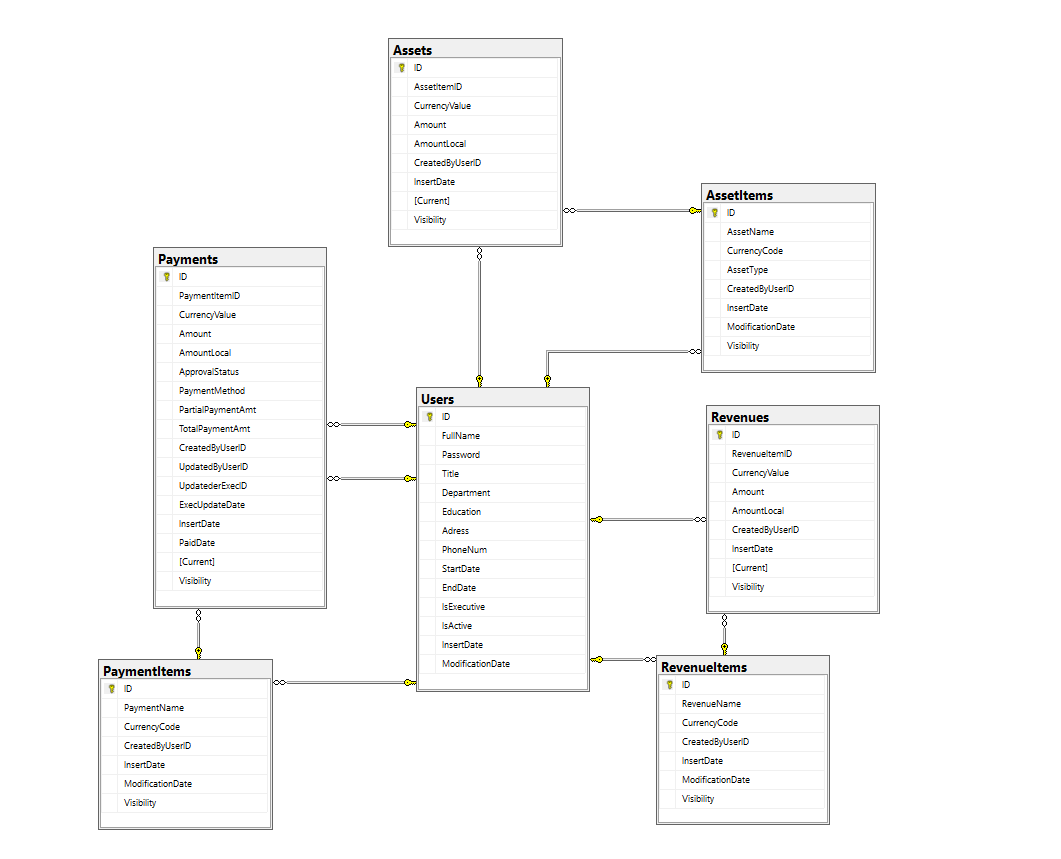 Assets
ID
AssetItemID
CurrencyValue
Amount
AmountLocal
CreatedByUserID
InsertDate
[Current]
Visibility
AssetItems
ID
AssetName
CurrencyCode
AssetType
CreatedByUserID
InsertDate
ModificationDate
Visibility
Payments
ID
PaymentItemID
CurrencyValue
Amount
AmountLocal
ApprovalStatus
PaymentMethod
PartialPaymentAmt
TotalPaymentAmt
CreatedByUserID
UpdatedByUserID
UpdatederExecID
ExecUpdateDate
InsertDate
PaidDate
[Current]
Visibility
Users
ID
FullName
Password
Title
Department
Education
Adress
PhoneNum
StartDate
EndDate
IsExecutive
IsActive
InsertDate
ModificationDate
Revenues
ID
RevenueItemID
CurrencyValue
Amount
AmountLocal
CreatedByUserID
InsertDate
[Current]
Visibility
PaymentItems
ID
PaymentName
CurrencyCode
CreatedByUserID
InsertDate
ModificationDate
Visibility
RevenueItems
ID
RevenueName
CurrencyCode
CreatedByUserID
InsertDate
ModificationDate
Visibility